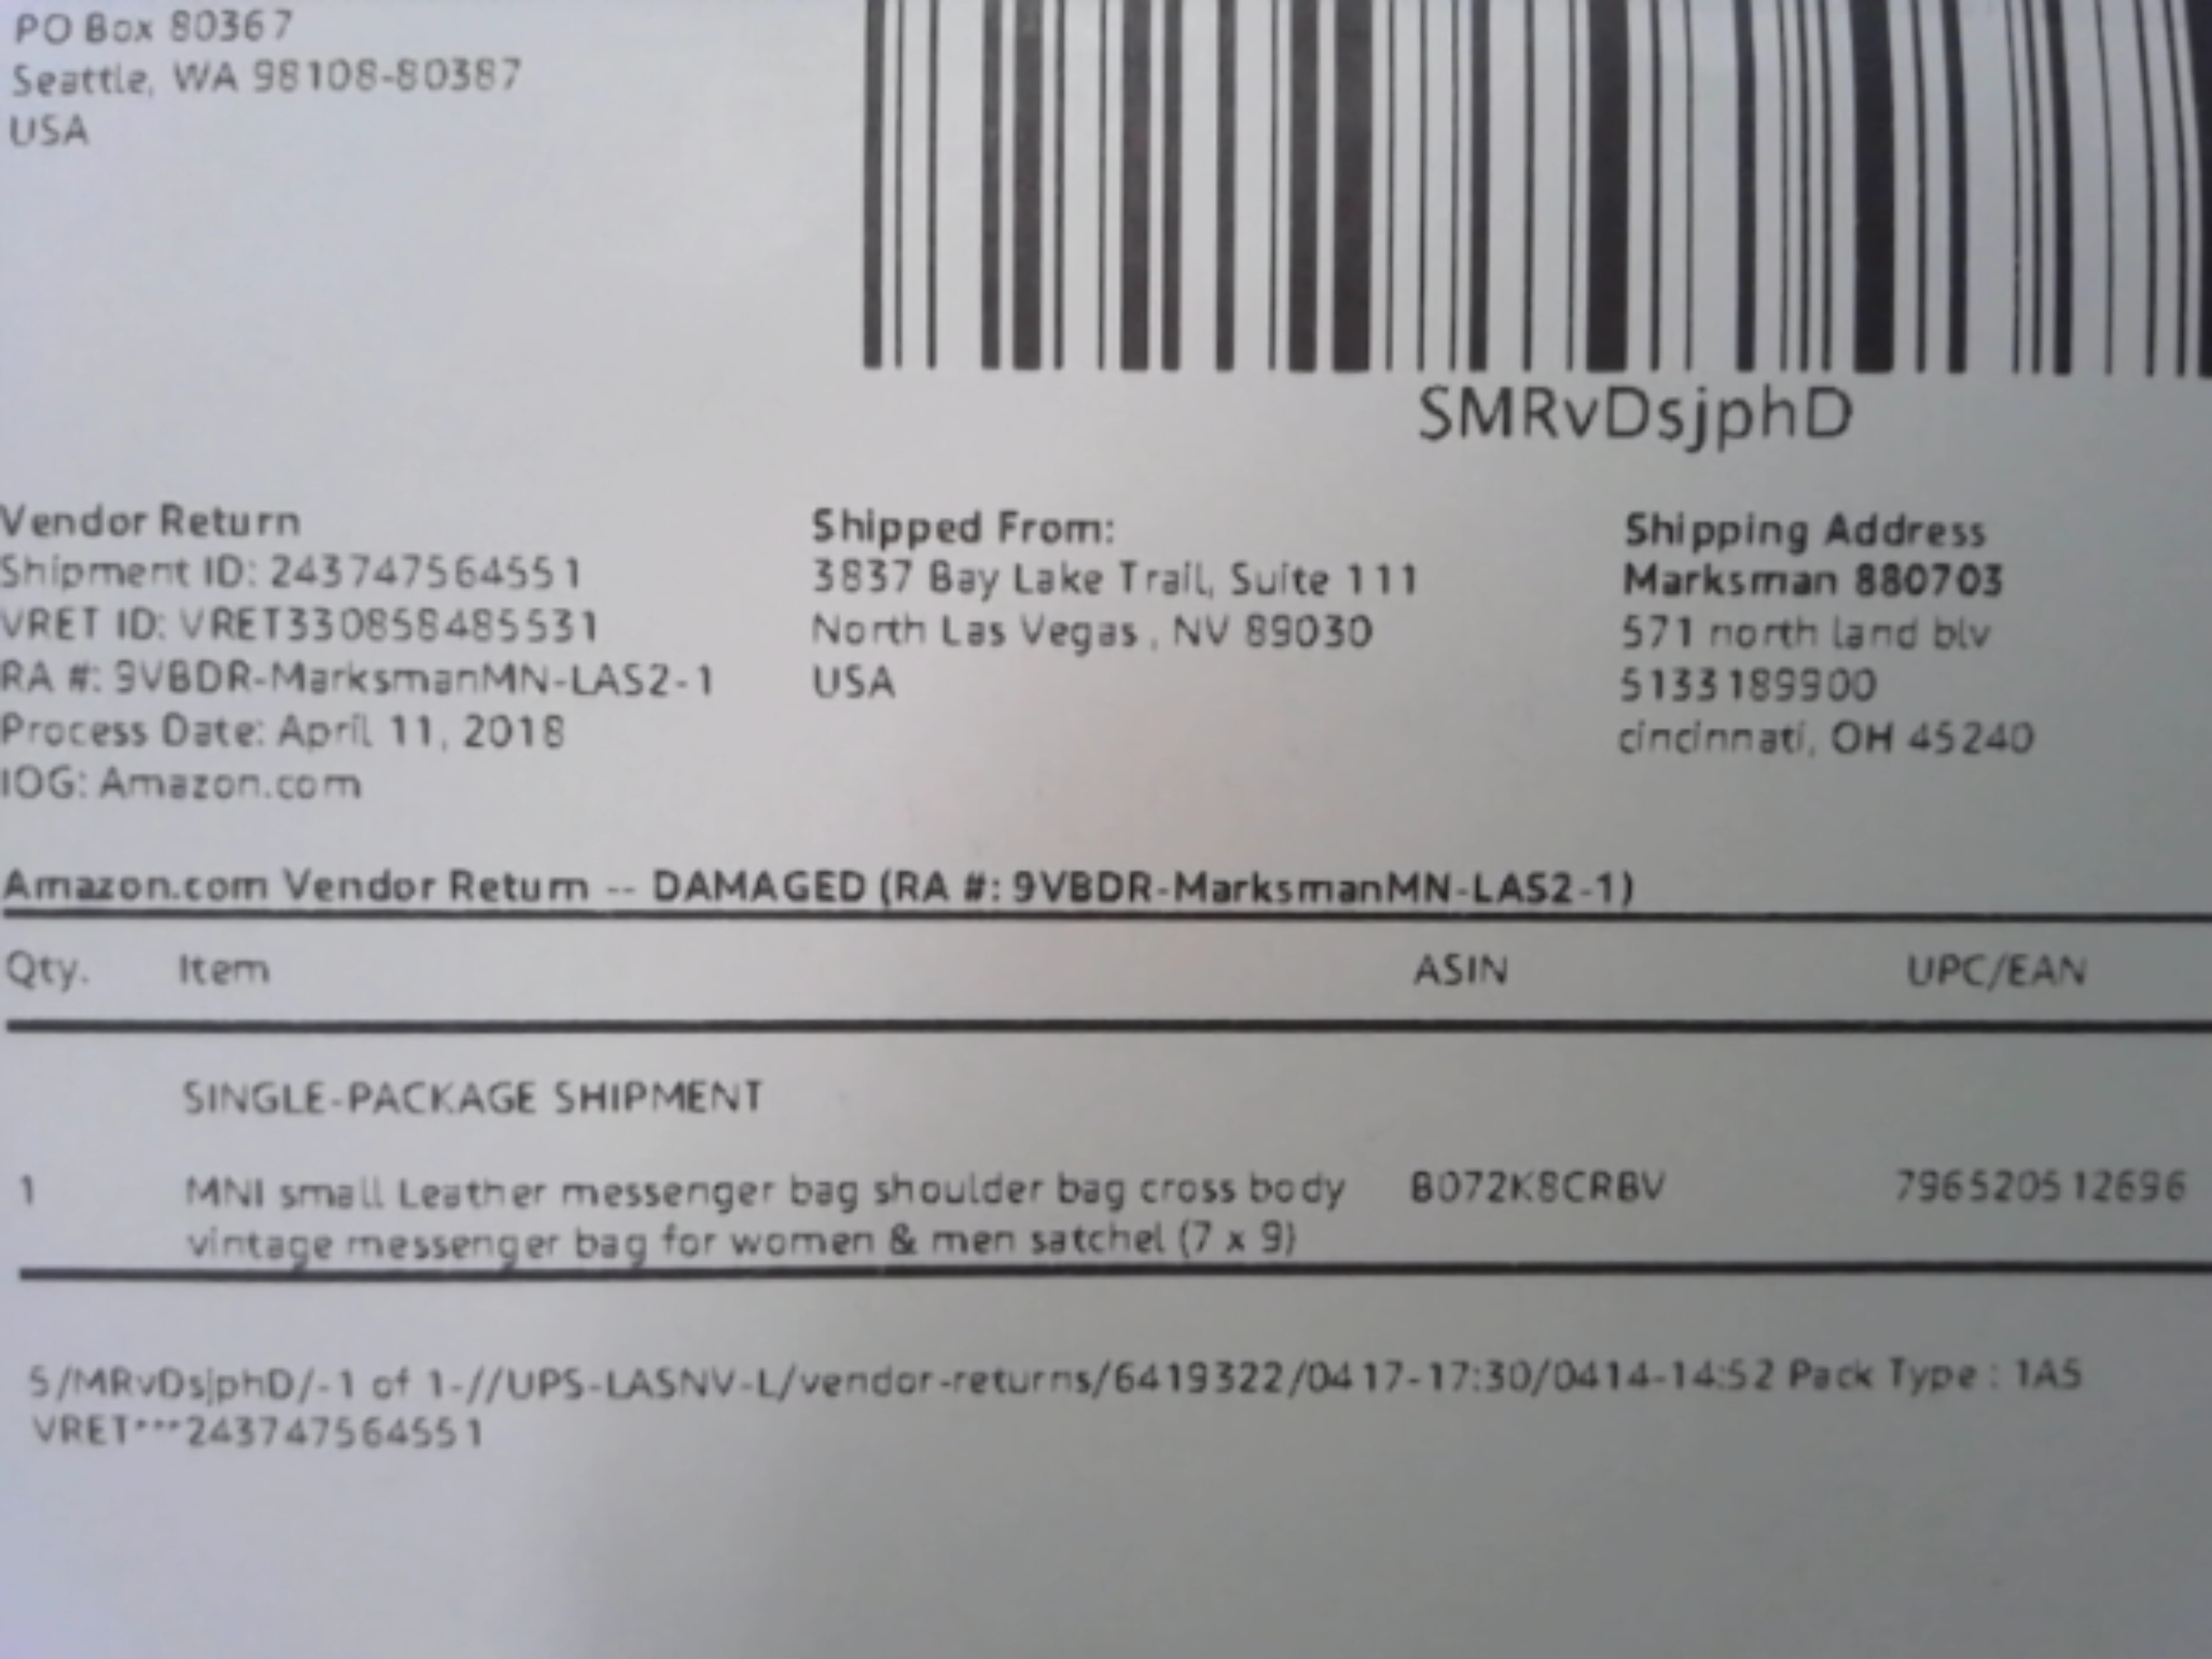 PO Box 80367
Seattle, WA 98108-80387
USA
SMRvDsjphD
Vendor Return
Shipment ID: 243747564551
VRET ID: VRET330858485531
RA #: 9VBDR-MarksmanMN-LAS2-1
Process Date: April 11, 2018
IOG: Amazon.com
Shipped From:
3837 Bay Lake Trail, Suite 111
North Las Vegas , NV 89030
USA
Shipping Address
Marksman 880703
571 north land blv
5133189900
cincinnati, OH 45240
Amazon.com Vendor Return -- DAMAGED (RA #: 9VBDR-MarksmanMN-LAS2-1)
Qty. Item ASIN UPC/EAN
SINGLE-PACKAGE SHIPMENT
1 MNI small Leather messenger bag shoulder bag cross body B072K8CRBV 796520512696
vintage messenger bag for women & men satchel (7 x 9)
5/MRvDsjphD/-1 of 1-//UPS-LASNV-L/vendor-returns/6419322/0417-17:30/0414-14:52 Pack Type : 1A5
VRET***243747564551